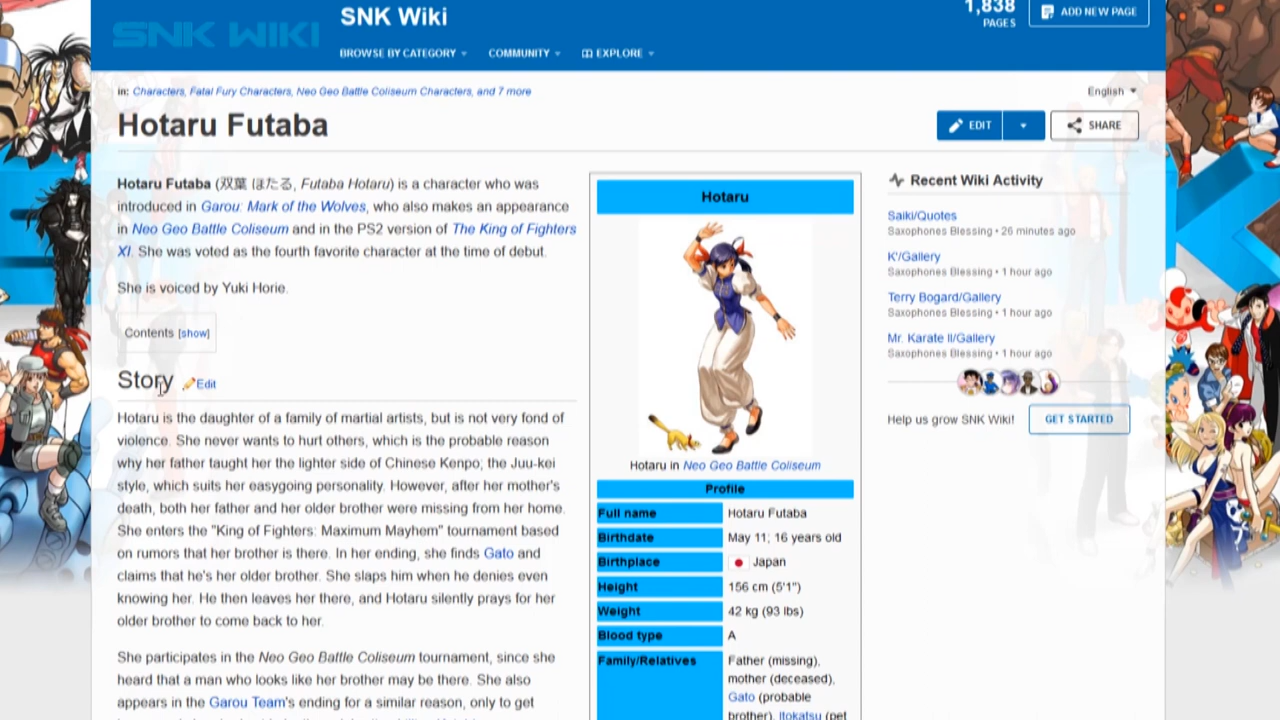 SNK WIKI
SNK Wiki
1,838
PAGES
ADD NEW PAGE
BROWSE BY CATEGORY
COMMUNITY
EXPLORE
in: Characters, Fatal Fury Characters, Neo Geo Battle Coliseum Characters, and 7 more
English
Hotaru Futaba
EDIT
SHARE
Hotaru Futaba (双葉 ほたる, Futaba Hotaru) is a character who was
introduced in Garou: Mark of the Wolves, who also makes an appearance
in Neo Geo Battle Coliseum and in the PS2 version of The King of Fighters
XI. She was voted as the fourth favorite character at the time of debut.
She is voiced by Yuki Horie.
Contents [show]
Story
Edit
Hotaru is the daughter of a family of martial artists, but is not very fond of
violence. She never wants to hurt others, which is the probable reason
why her father taught her the lighter side of Chinese Kenpo; the Juu-kei
style, which suits her easygoing personality. However, after her mother's
death, both her father and her older brother were missing from her home.
She enters the "King of Fighters: Maximum Mayhem" tournament based
on rumors that her brother is there. In her ending, she finds Gato and
claims that he's her older brother. She slaps him when he denies even
knowing her. He then leaves her there, and Hotaru silently prays for her
older brother to come back to her.
She participates in the Neo Geo Battle Coliseum tournament, since she
heard that a man who looks like her brother may be there. She also
appears in the Garou Team's ending for a similar reason, only to get
Hotaru
Hotaru in Neo Geo Battle Coliseum
Profile
Full name Hotaru Futaba
Birthdate May 11; 16 years old
Birthplace Japan
Height 156 cm (5'1")
Weight 42 kg (93 lbs)
Blood type A
Family/Relatives Father (missing),
mother (deceased),
Gato (probable
brother), Itokatsu (pet
Recent Wiki Activity
Saiki/Quotes
Saxophones Blessing • 26 minutes ago
K'/Gallery
Saxophones Blessing • 1 hour ago
Terry Bogard/Gallery
Saxophones Blessing • 1 hour ago
Mr. Karate II/Gallery
Saxophones Blessing • 1 hour ago
Help us grow SNK Wiki!
GET STARTED